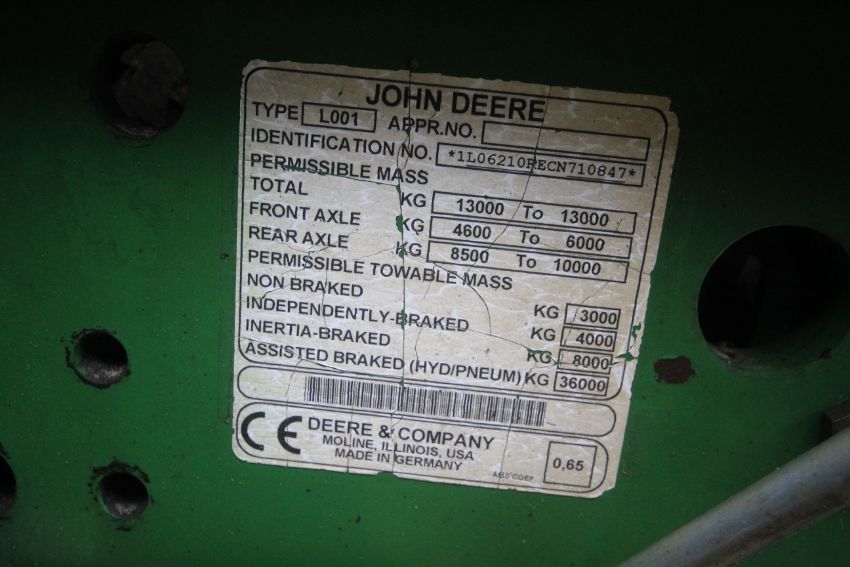 JOHN DEERE
TYPE L001 APPR.NO.
IDENTIFICATION NO. *1L06210RECN710847*
PERMISSIBLE MASS
TOTAL KG 13000 To 13000
FRONT AXLE KG 4600 To 6000
REAR AXLE KG 8500 To 10000
PERMISSIBLE TOWABLE MASS
NON BRAKED KG 3000
INDEPENDENTLY-BRAKED KG 4000
INERTIA-BRAKED KG 8000
ASSISTED BRAKED (HYD/PNEUM) KG 36000
CE DEERE & COMPANY
MOLINE, ILLINOIS, USA
MADE IN GERMANY
ABS COEF 0,65